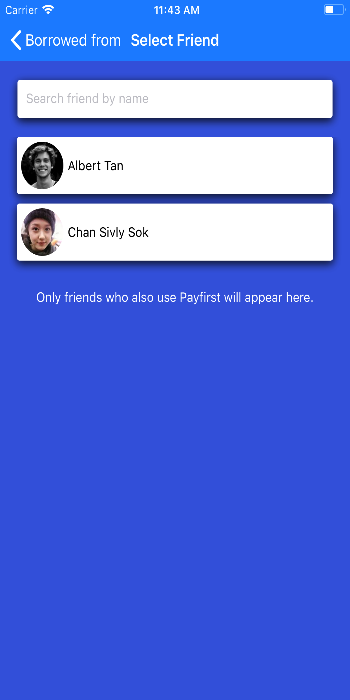 Carrier 11:43 AM
Borrowed from Select Friend
Search friend by name
Albert Tan
Chan Sivly Sok
Only friends who also use Payfirst will appear here.